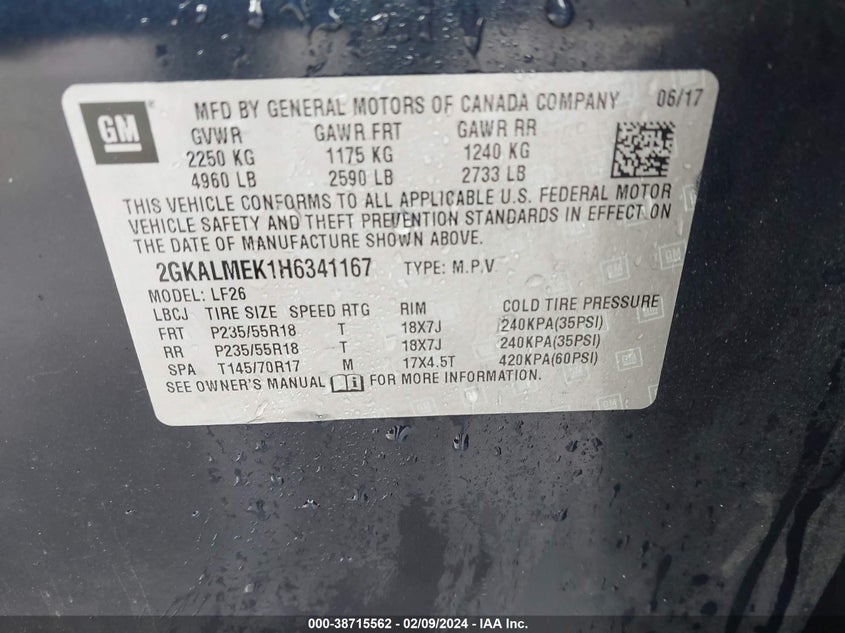 GM MFD BY GENERAL MOTORS OF CANADA COMPANY 06/17
GVWR GAWR FRT GAWR RR
2250 KG 1175 KG 1240 KG
4960 LB 2590 LB 2733 LB
THIS VEHICLE CONFORMS TO ALL APPLICABLE U.S. FEDERAL MOTOR
VEHICLE SAFETY AND THEFT PREVENTION STANDARDS IN EFFECT ON
THE DATE OF MANUFACTURE SHOWN ABOVE.
2GKALMEK1H6341167 TYPE: M.P.V
MODEL: LF26
LBCJ TIRE SIZE SPEED RTG RIM COLD TIRE PRESSURE
FRT P235/55R18 T 18X7J 240KPA(35PSI)
RR P235/55R18 T 18X7J 240KPA(35PSI)
SPA T145/70R17 M 17X4.5T 420KPA(60PSI)
SEE OWNER'S MANUAL FOR MORE INFORMATION.
000-38715562 - 02/09/2024 - IAA Inc.